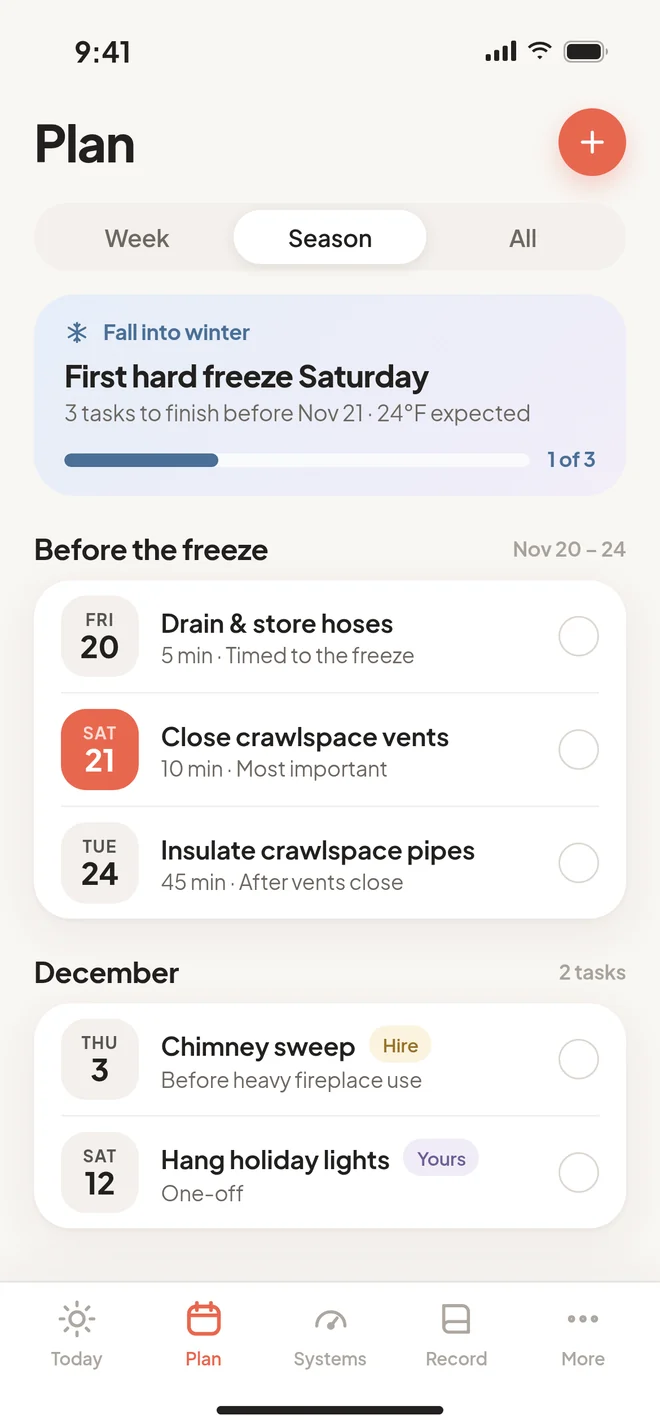 9:41
Plan
Week
Season
All
Fall into winter
First hard freeze Saturday
3 tasks to finish before Nov 21 · 24°F expected
1 of 3
Before the freeze
Nov 20 – 24
FRI
20
Drain & store hoses
5 min · Timed to the freeze
SAT
21
Close crawlspace vents
10 min · Most important
TUE
24
Insulate crawlspace pipes
45 min · After vents close
December
2 tasks
THU
3
Chimney sweep
Hire
Before heavy fireplace use
SAT
12
Hang holiday lights
Yours
One-off
Today
Plan
Systems
Record
More